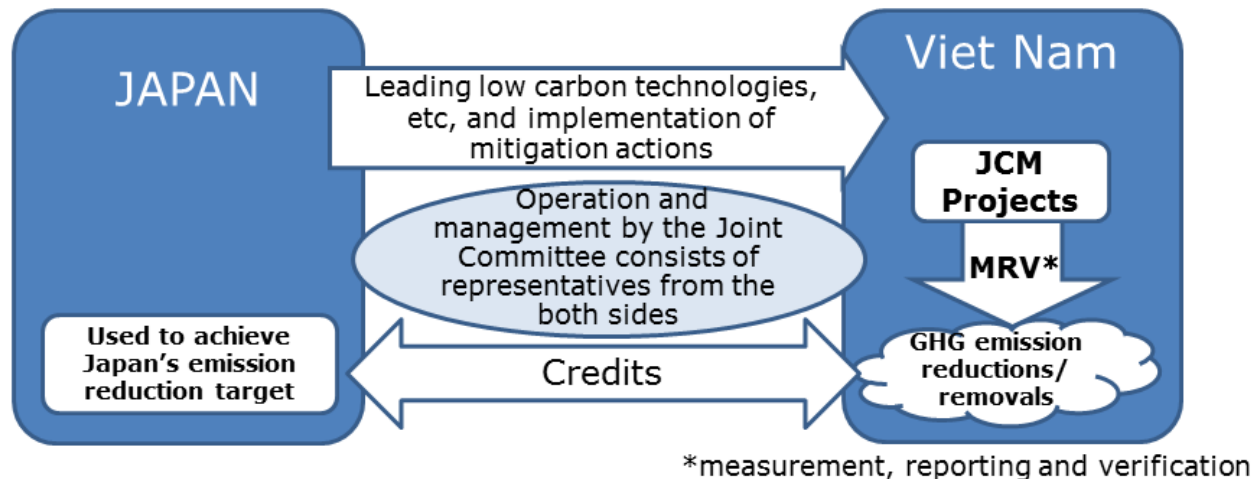 JAPAN
Viet Nam
Leading low carbon technologies,
etc, and implementation of
mitigation actions
JCM
Projects
Operation and
management by the Joint
Committee consists of
representatives from the
both sides
MRV*
Used to achieve
Japan's emission
reduction target
Credits
GHG emission
reductions/
removals
*measurement, reporting and verification